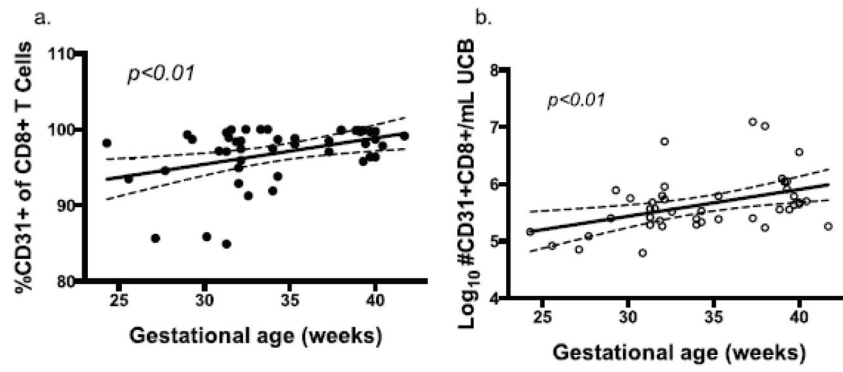 a.
%CD31+ of CD8+ T Cells
110
100
90
80
p<0.01
25 30 35 40
Gestational age (weeks)
b.
Log10 #CD31+CD8+/mL UCB
8
7
6
5
4
p<0.01
25 30 35 40
Gestational age (weeks)